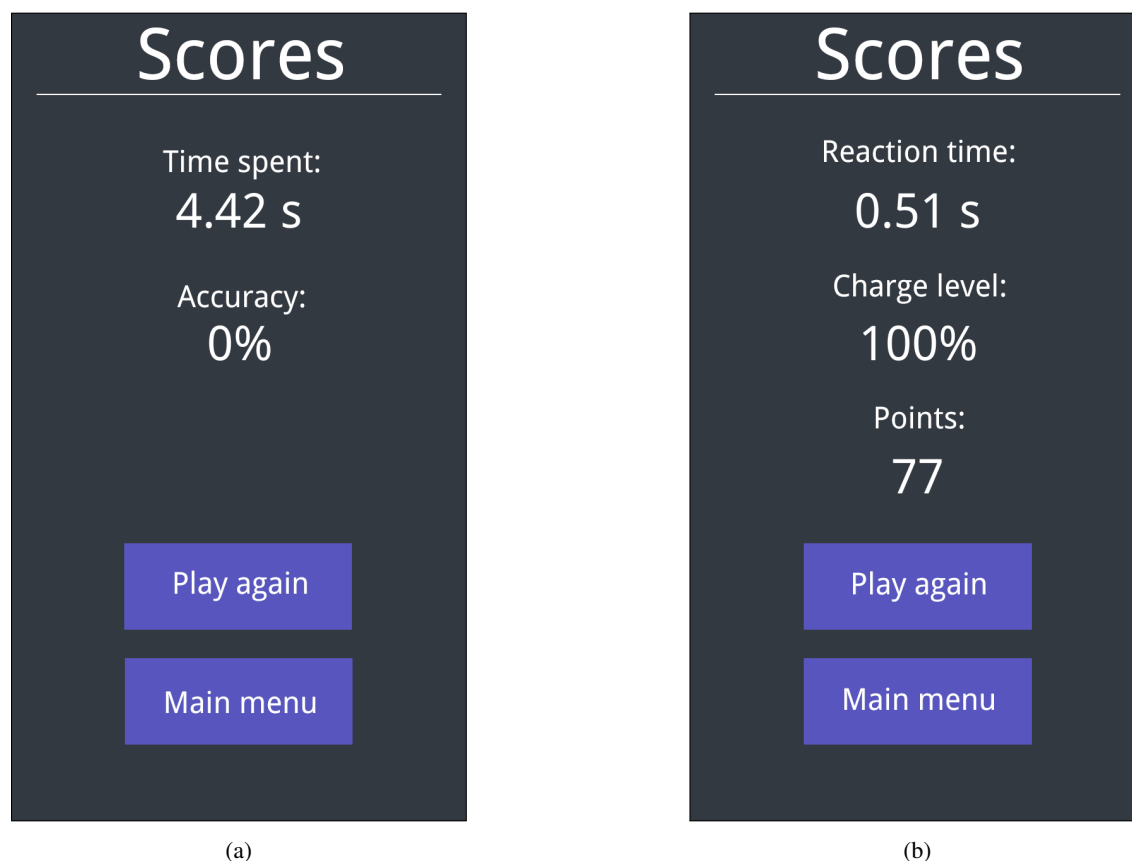 Scores
Time spent:
4.42 s
Accuracy:
0%
Play again
Main menu
(a)
Scores
Reaction time:
0.51 s
Charge level:
100%
Points:
77
Play again
Main menu
(b)